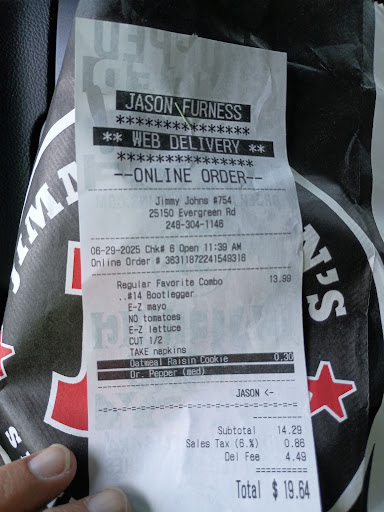 JASON FURNESS
**************
** WEB DELIVERY **
**************
--ONLINE ORDER--
Jimmy Johns #754
25150 Evergreen Rd
248-304-1146
06-29-2025 Chk# 6 Open 11:39 AM
Online Order # 36311872241549316
Regular Favorite Combo 13.99
..#14 Bootlegger
E-Z mayo
NO tomatoes
E-Z lettuce
CUT 1/2
TAKE napkins
Oatmeal Raisin Cookie 0.30
Dr. Pepper (med)
JASON <-
Subtotal 14.29
Sales Tax (6.%) 0.86
Del Fee 4.49
==========
Total $ 19.64